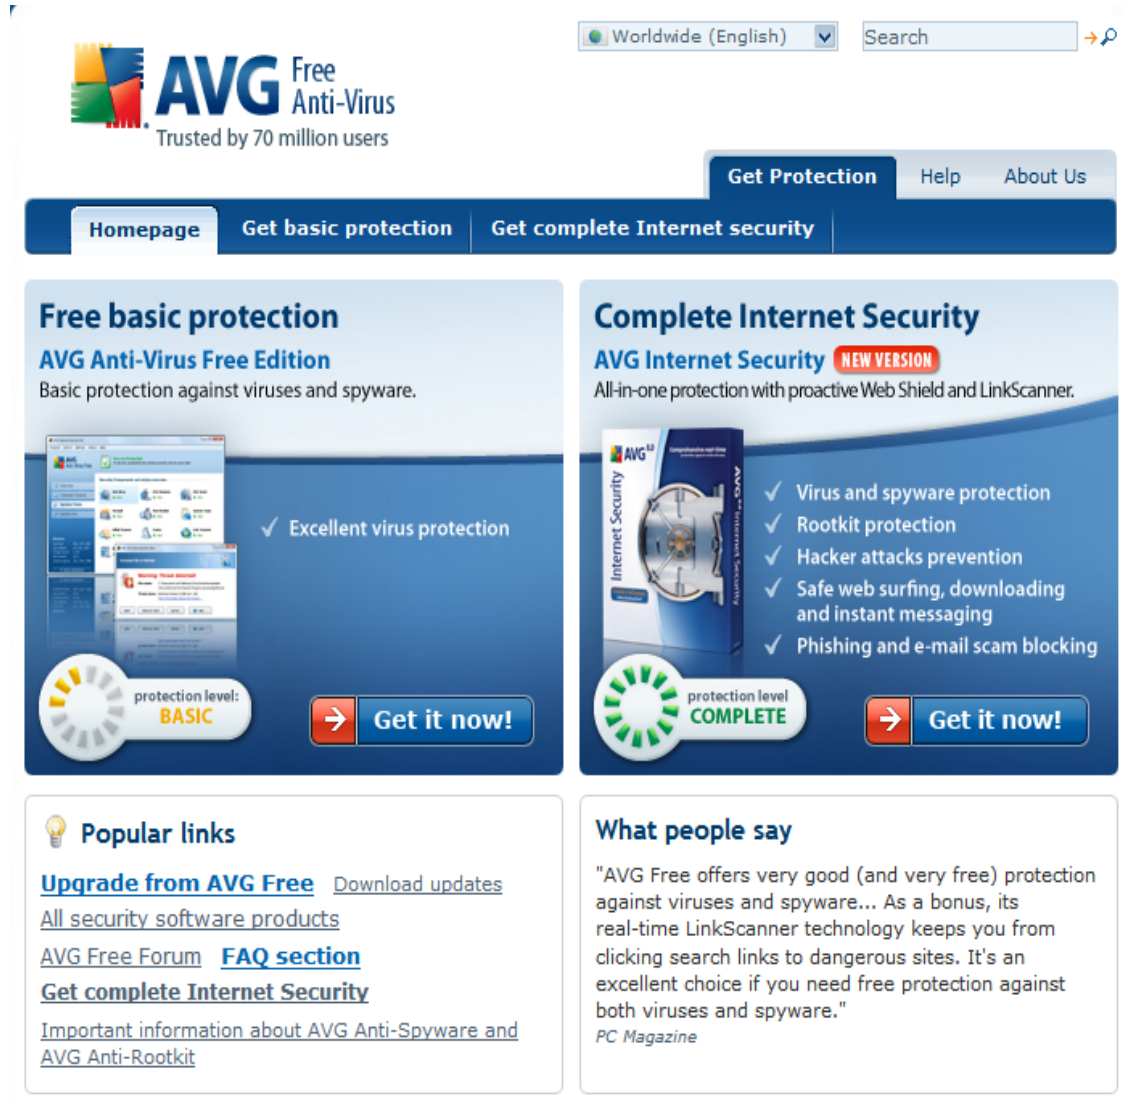 Worldwide (English)
Search
AVG Free
Anti-Virus
Trusted by 70 million users
Get Protection Help About Us
Homepage Get basic protection Get complete Internet security
Free basic protection
AVG Anti-Virus Free Edition
Basic protection against viruses and spyware.
Excellent virus protection
protection level:
BASIC
Get it now!
Complete Internet Security
AVG Internet Security NEW VERSION
All-in-one protection with proactive Web Shield and LinkScanner.
AVG 8.0
Internet Security
AVG
Internet Security
Virus and spyware protection
Rootkit protection
Hacker attacks prevention
Safe web surfing, downloading
and instant messaging
Phishing and e-mail scam blocking
protection level
COMPLETE
Get it now!
Popular links
Upgrade from AVG Free Download updates
All security software products
AVG Free Forum FAQ section
Get complete Internet Security
Important information about AVG Anti-Spyware and
AVG Anti-Rootkit
What people say
"AVG Free offers very good (and very free) protection
against viruses and spyware... As a bonus, its
real-time LinkScanner technology keeps you from
clicking search links to dangerous sites. It's an
excellent choice if you need free protection against
both viruses and spyware."
PC Magazine